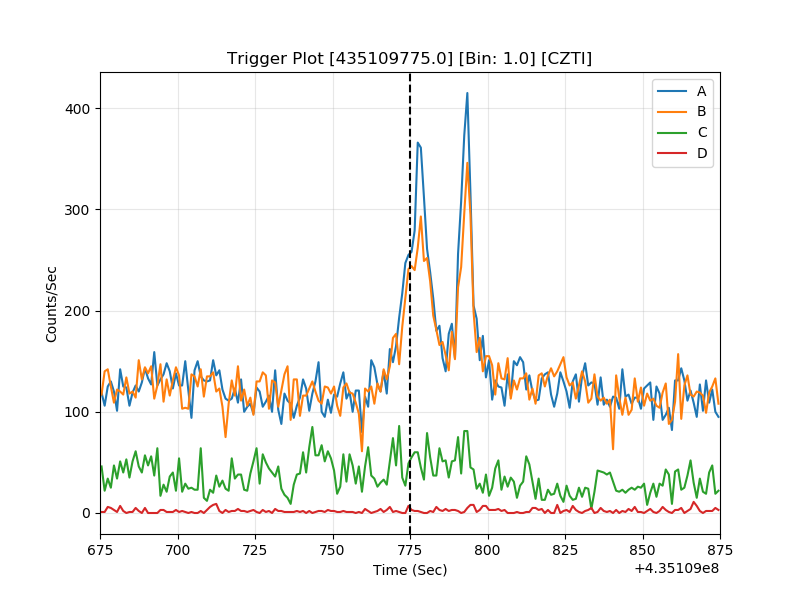 Trigger Plot [435109775.0] [Bin: 1.0] [CZTI]
A
B
C
D
400
300
200
100
0
Counts/Sec
675 700 725 750 775 800 825 850 875
Time (Sec)
+4.35109e8